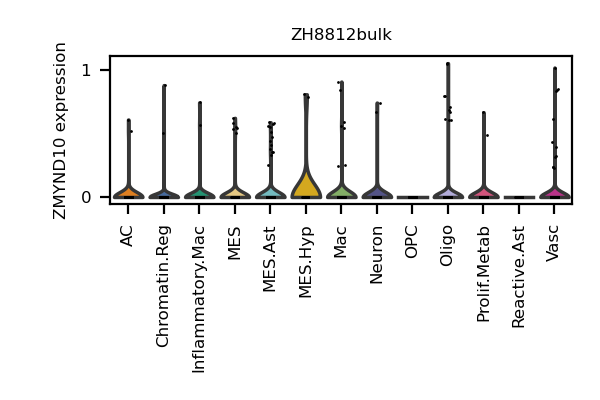 ZH8812bulk
ZMYND10 expression
1
0
AC
Chromatin.Reg
Inflammatory.Mac
MES
MES.Ast
MES.Hyp
Mac
Neuron
OPC
Oligo
Prolif.Metab
Reactive.Ast
Vasc